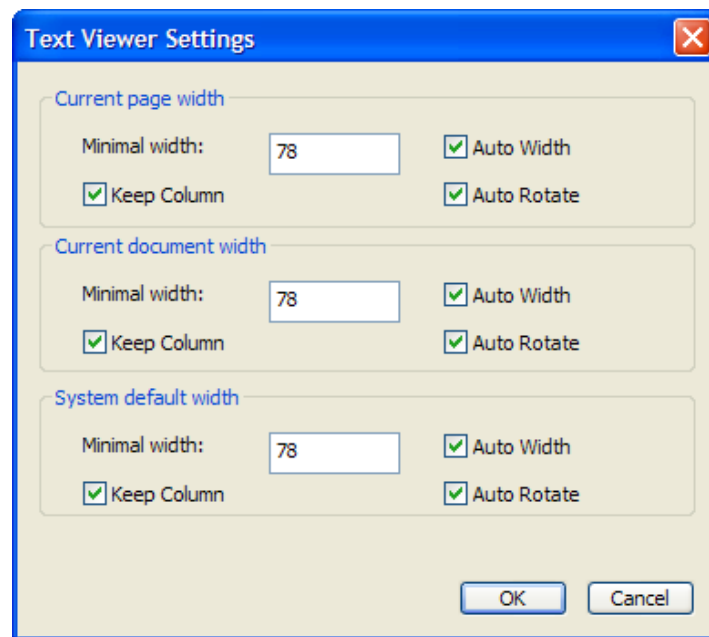 Text Viewer Settings
Current page width
Minimal width: 78 Auto Width
Keep Column Auto Rotate
Current document width
Minimal width: 78 Auto Width
Keep Column Auto Rotate
System default width
Minimal width: 78 Auto Width
Keep Column Auto Rotate
OK Cancel